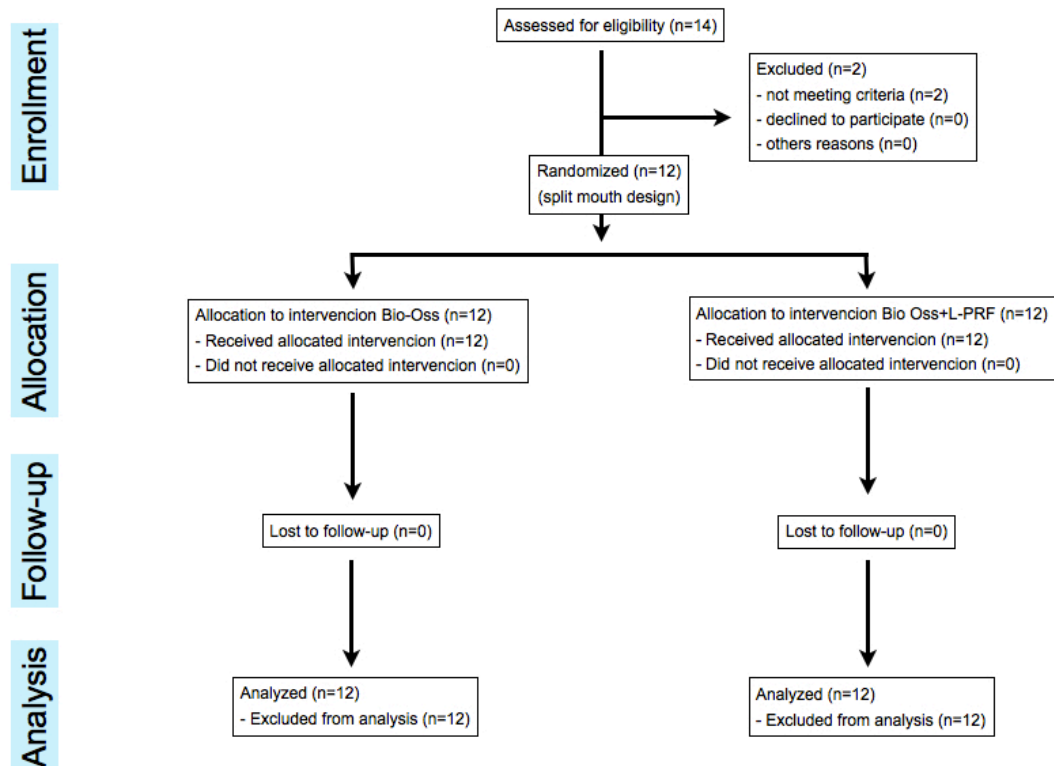 Enrollment
Assessed for eligibility (n=14)
Excluded (n=2)
- not meeting criteria (n=2)
- declined to participate (n=0)
- others reasons (n=0)
Randomized (n=12)
(split mouth design)
Allocation
Allocation to intervencion Bio-Oss (n=12)
- Received allocated intervencion (n=12)
- Did not receive allocated intervencion (n=0)
Allocation to intervencion Bio Oss+L-PRF (n=12)
- Received allocated intervencion (n=12)
- Did not receive allocated intervencion (n=0)
Follow-up
Lost to follow-up (n=0)
Lost to follow-up (n=0)
Analysis
Analyzed (n=12)
- Excluded from analysis (n=12)
Analyzed (n=12)
- Excluded from analysis (n=12)